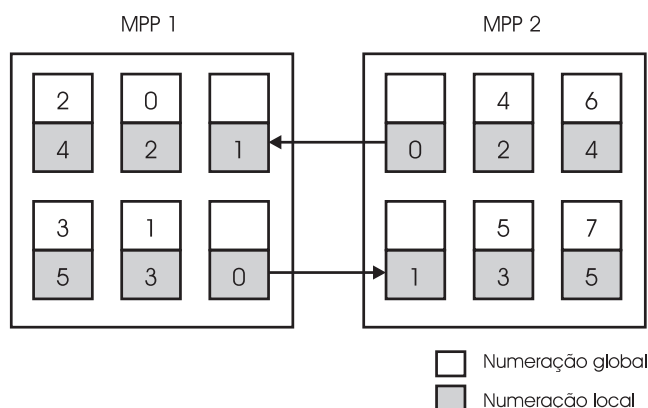 MPP 1 MPP 2
2 0 4 6
4 2 1 0 2 4
3 1 5 7
5 3 0 1 3 5
Numeração global
Numeração local